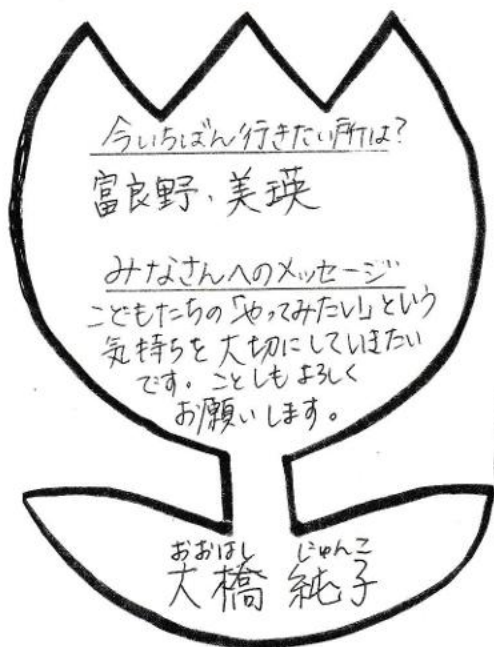 今いちばん行きたい所は?
富良野、美瑛
みなさんへのメッセージ
こどもたちの「やってみたい」という
気持ちを大切にしていきたい
です。ことしもよろしく
お願いします。
おおはし じゅんこ
大橋 純子